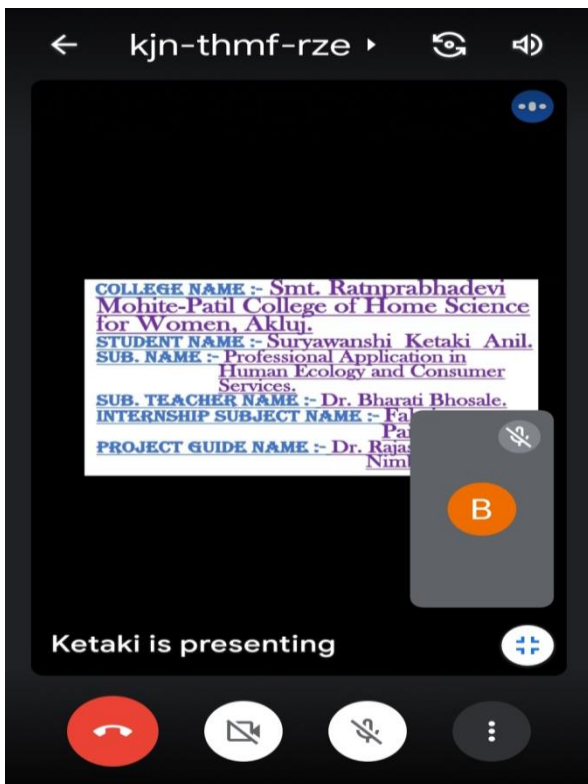 kjn-thmf-rze
COLLEGE NAME :- Smt. Ratnprabhadevi
Mohite-Patil College of Home Science
for Women, Akluj.
STUDENT NAME :- Suryawanshi Ketaki Anil.
SUB. NAME :- Professional Application in
Human Ecology and Consumer
Services.
SUB. TEACHER NAME :- Dr. Bharati Bhosale.
INTERNSHIP SUBJECT NAME :-
PROJECT GUIDE NAME :- Dr.
B
Ketaki is presenting